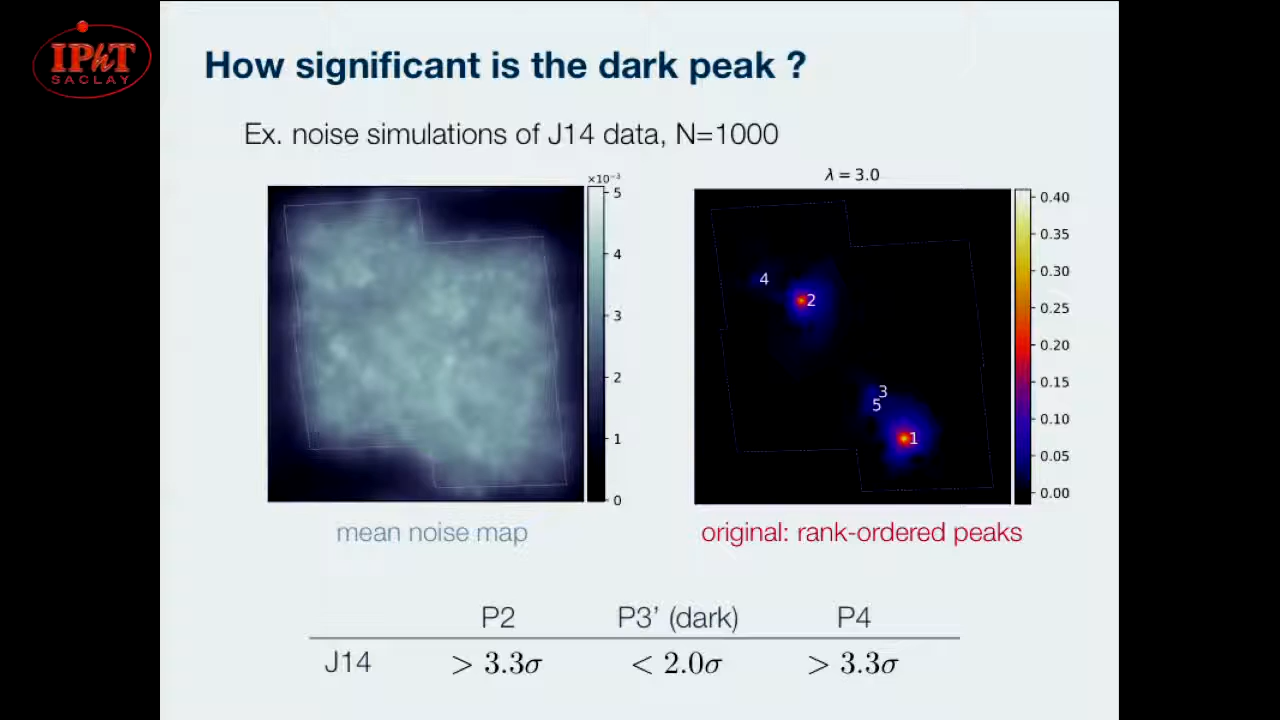 IPhT
SACLAY
How significant is the dark peak ?
Ex. noise simulations of J14 data, N=1000
×10⁻³
5
4
3
2
1
0
mean noise map
λ = 3.0
4
2
3
5
1
0.40
0.35
0.30
0.25
0.20
0.15
0.10
0.05
0.00
original: rank-ordered peaks
P2 P3’ (dark) P4
J14 > 3.3σ < 2.0σ > 3.3σ